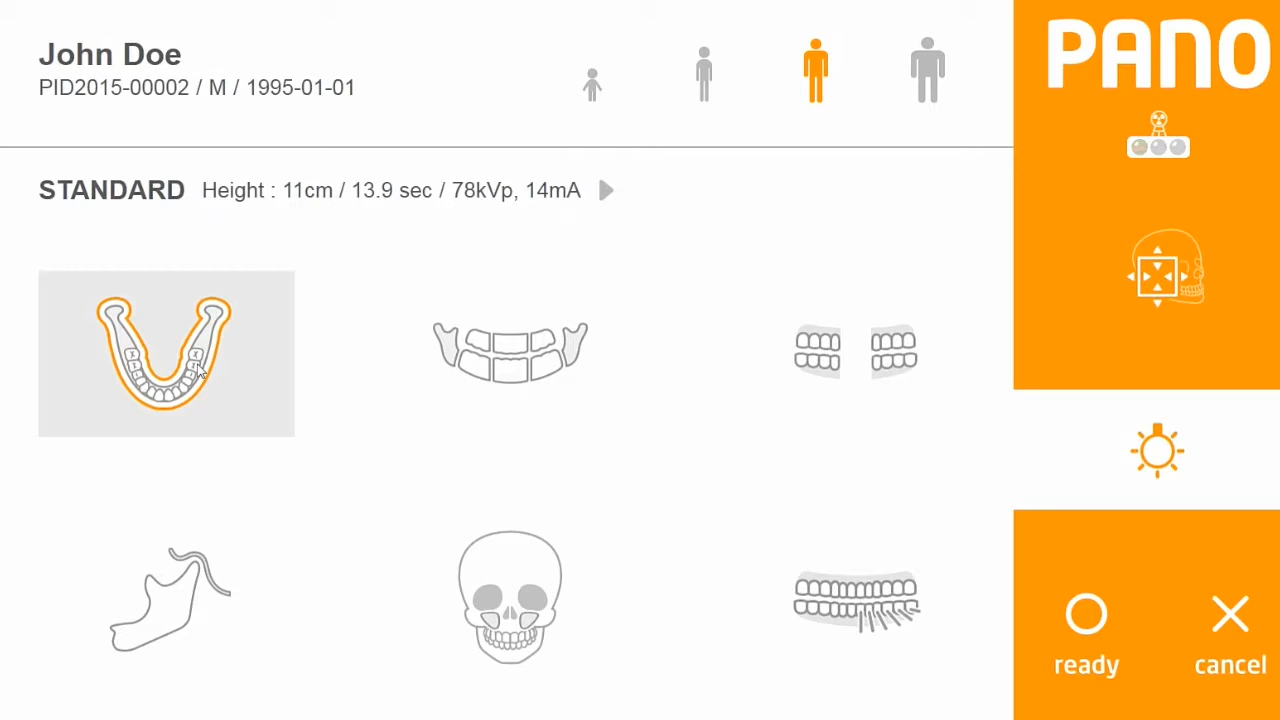 John Doe
PID2015-00002 / M / 1995-01-01
PANO
STANDARD Height : 11cm / 13.9 sec / 78kVp, 14mA
ready
cancel